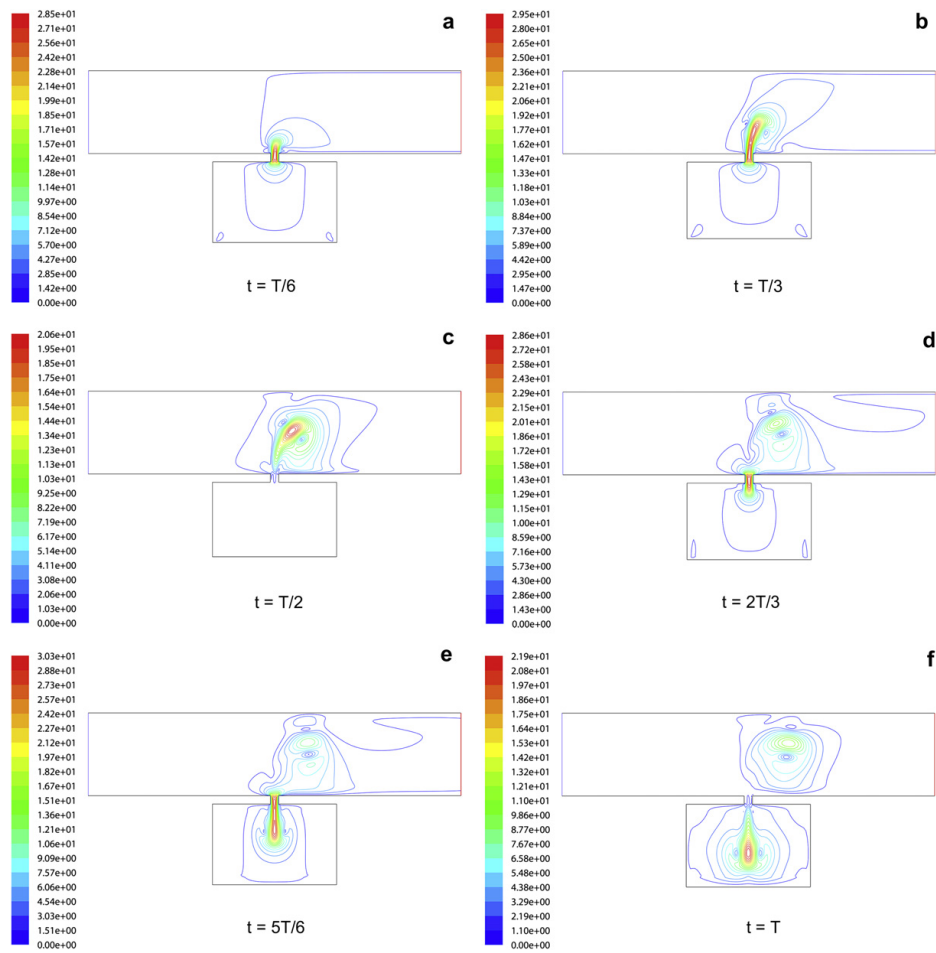 a
2.85e+01
2.71e+01
2.56e+01
2.42e+01
2.28e+01
2.14e+01
1.99e+01
1.85e+01
1.71e+01
1.57e+01
1.42e+01
1.28e+01
1.14e+01
9.97e+00
8.54e+00
7.12e+00
5.70e+00
4.27e+00
2.85e+00
1.42e+00
0.00e+00
t = T/6
b
2.95e+01
2.80e+01
2.65e+01
2.50e+01
2.36e+01
2.21e+01
2.06e+01
1.92e+01
1.77e+01
1.62e+01
1.47e+01
1.33e+01
1.18e+01
1.03e+01
8.84e+00
7.37e+00
5.89e+00
4.42e+00
2.95e+00
1.47e+00
0.00e+00
t = T/3
c
2.06e+01
1.95e+01
1.85e+01
1.75e+01
1.64e+01
1.54e+01
1.44e+01
1.34e+01
1.23e+01
1.13e+01
1.03e+01
9.25e+00
8.22e+00
7.19e+00
6.17e+00
5.14e+00
4.11e+00
3.08e+00
2.06e+00
1.03e+00
0.00e+00
t = T/2
d
2.86e+01
2.72e+01
2.58e+01
2.43e+01
2.29e+01
2.15e+01
2.01e+01
1.86e+01
1.72e+01
1.58e+01
1.43e+01
1.29e+01
1.15e+01
1.00e+01
8.59e+00
7.16e+00
5.73e+00
4.30e+00
2.86e+00
1.43e+00
0.00e+00
t = 2T/3
e
3.03e+01
2.88e+01
2.73e+01
2.57e+01
2.42e+01
2.27e+01
2.12e+01
1.97e+01
1.82e+01
1.67e+01
1.51e+01
1.36e+01
1.21e+01
1.06e+01
9.09e+00
7.57e+00
6.06e+00
4.54e+00
3.03e+00
1.51e+00
0.00e+00
t = 5T/6
f
2.19e+01
2.08e+01
1.97e+01
1.86e+01
1.75e+01
1.64e+01
1.53e+01
1.42e+01
1.32e+01
1.21e+01
1.10e+01
9.86e+00
8.77e+00
7.67e+00
6.58e+00
5.48e+00
4.38e+00
3.29e+00
2.19e+00
1.10e+00
0.00e+00
t = T